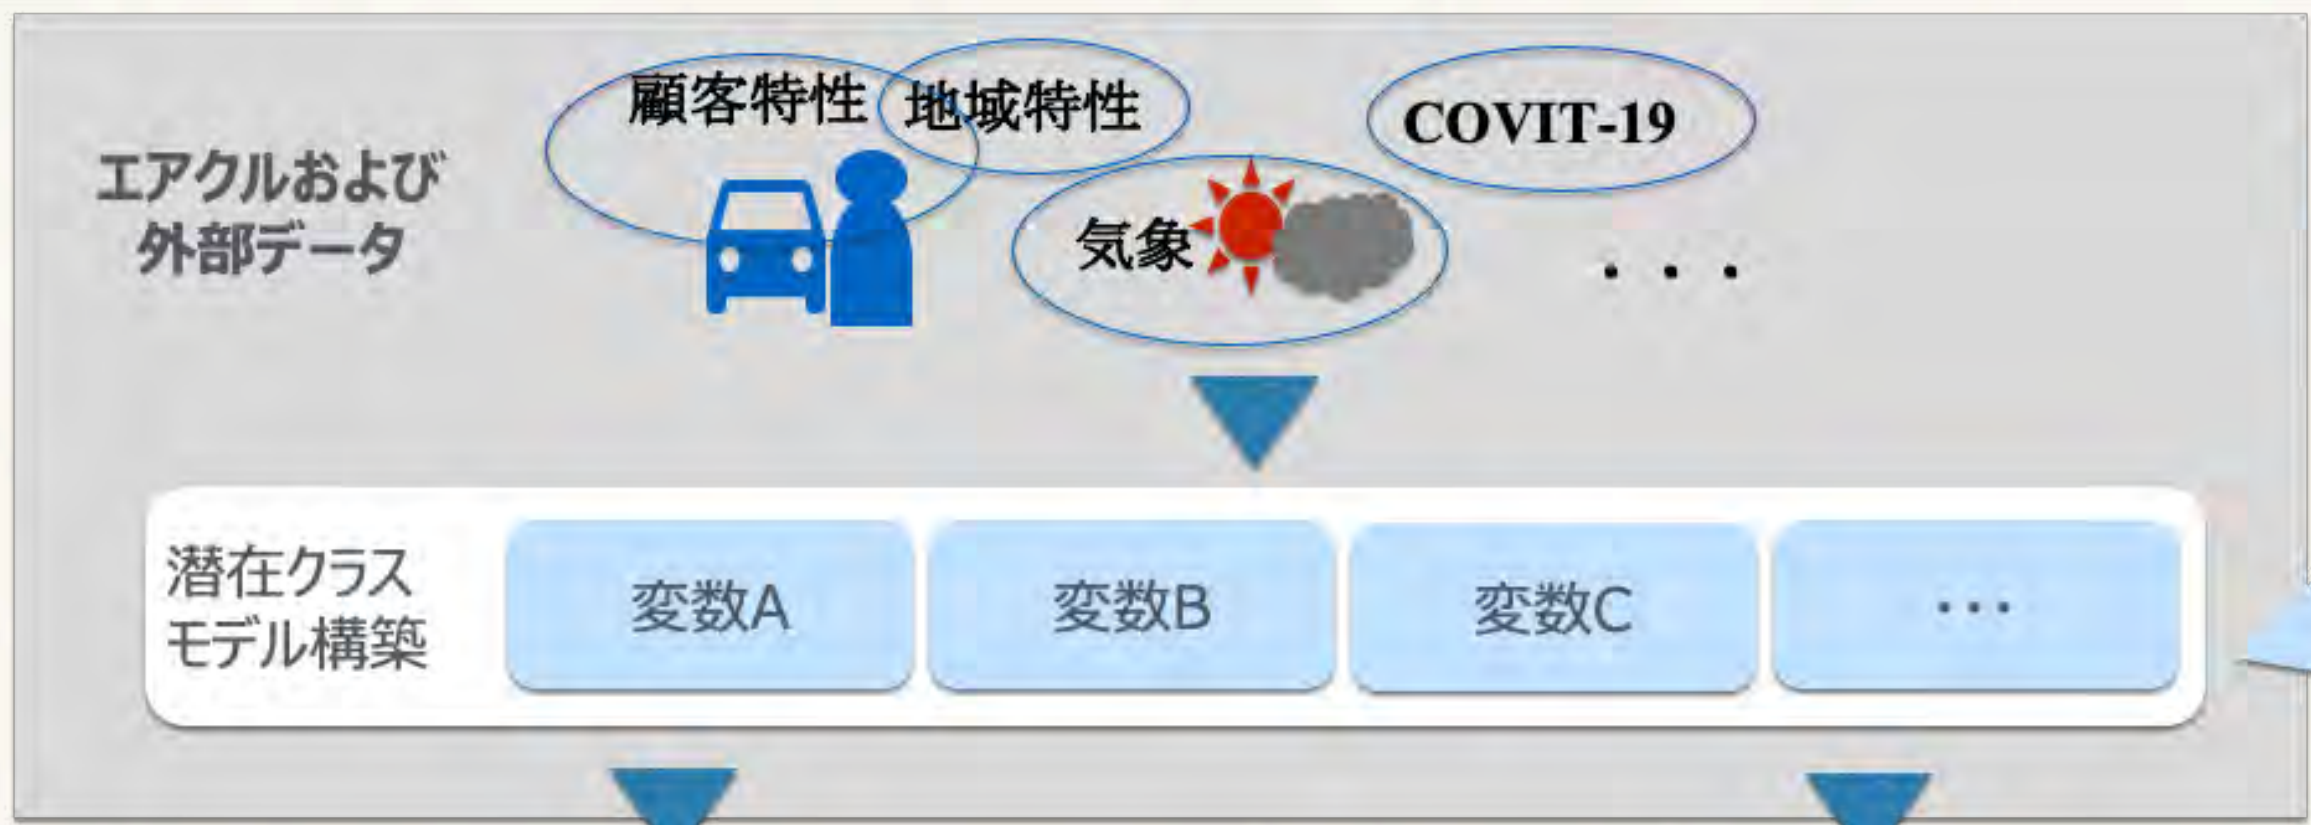 顧客特性
地域特性
COVIT-19
エアクルおよび
外部データ
気象
・・・
潜在クラス
モデル構築
変数A
変数B
変数C
・・・